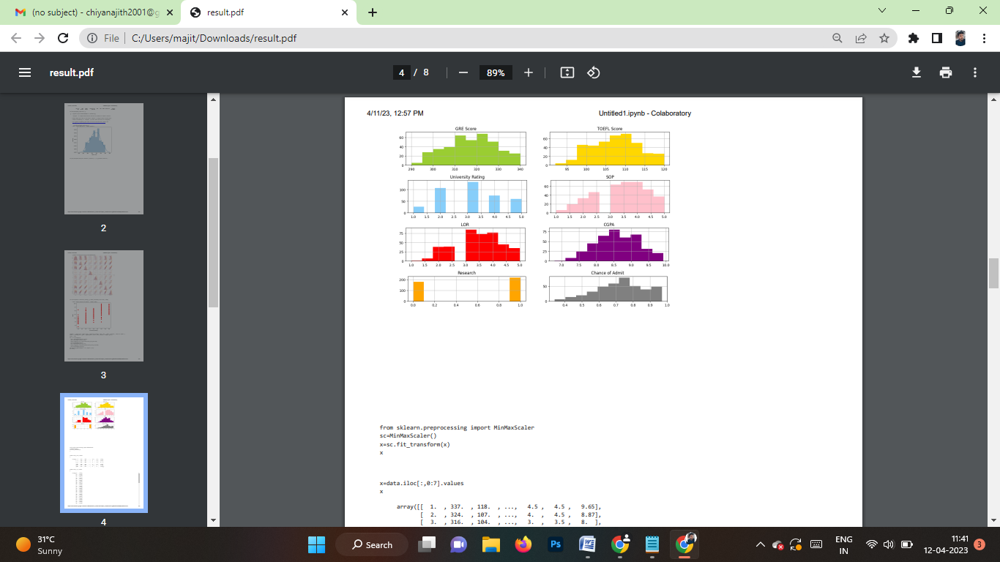 (no subject) - chiyanajith2001@g
result.pdf
File C:/Users/majit/Downloads/result.pdf
result.pdf
4 / 8
89%
2
3
4
4/11/23, 12:57 PM Untitled1.ipynb - Colaboratory
GRE Score
60
40
20
0
290 300 310 320 330 340
TOEFL Score
60
40
20
0
95 100 105 110 115 120
University Rating
100
50
0
1.0 1.5 2.0 2.5 3.0 3.5 4.0 4.5 5.0
SOP
60
40
20
0
1.0 1.5 2.0 2.5 3.0 3.5 4.0 4.5 5.0
LOR
75
50
25
0
1.0 1.5 2.0 2.5 3.0 3.5 4.0 4.5 5.0
CGPA
75
50
25
0
7.0 7.5 8.0 8.5 9.0 9.5 10.0
Research
200
100
0
0.0 0.2 0.4 0.6 0.8 1.0
Chance of Admit
50
0
0.4 0.5 0.6 0.7 0.8 0.9 1.0
from sklearn.preprocessing import MinMaxScaler
sc=MinMaxScaler()
x=sc.fit_transform(x)
x
x=data.iloc[:,0:7].values
x
array([[ 1. , 337. , 118. , ..., 4.5 , 4.5 , 9.65],
[ 2. , 324. , 107. , ..., 4. , 4.5 , 8.87],
[ 3. , 316. , 104. , ..., 3. , 3.5 , 8. ],
31°C
Sunny
Search
Ps
ENG
IN
11:41
12-04-2023
3